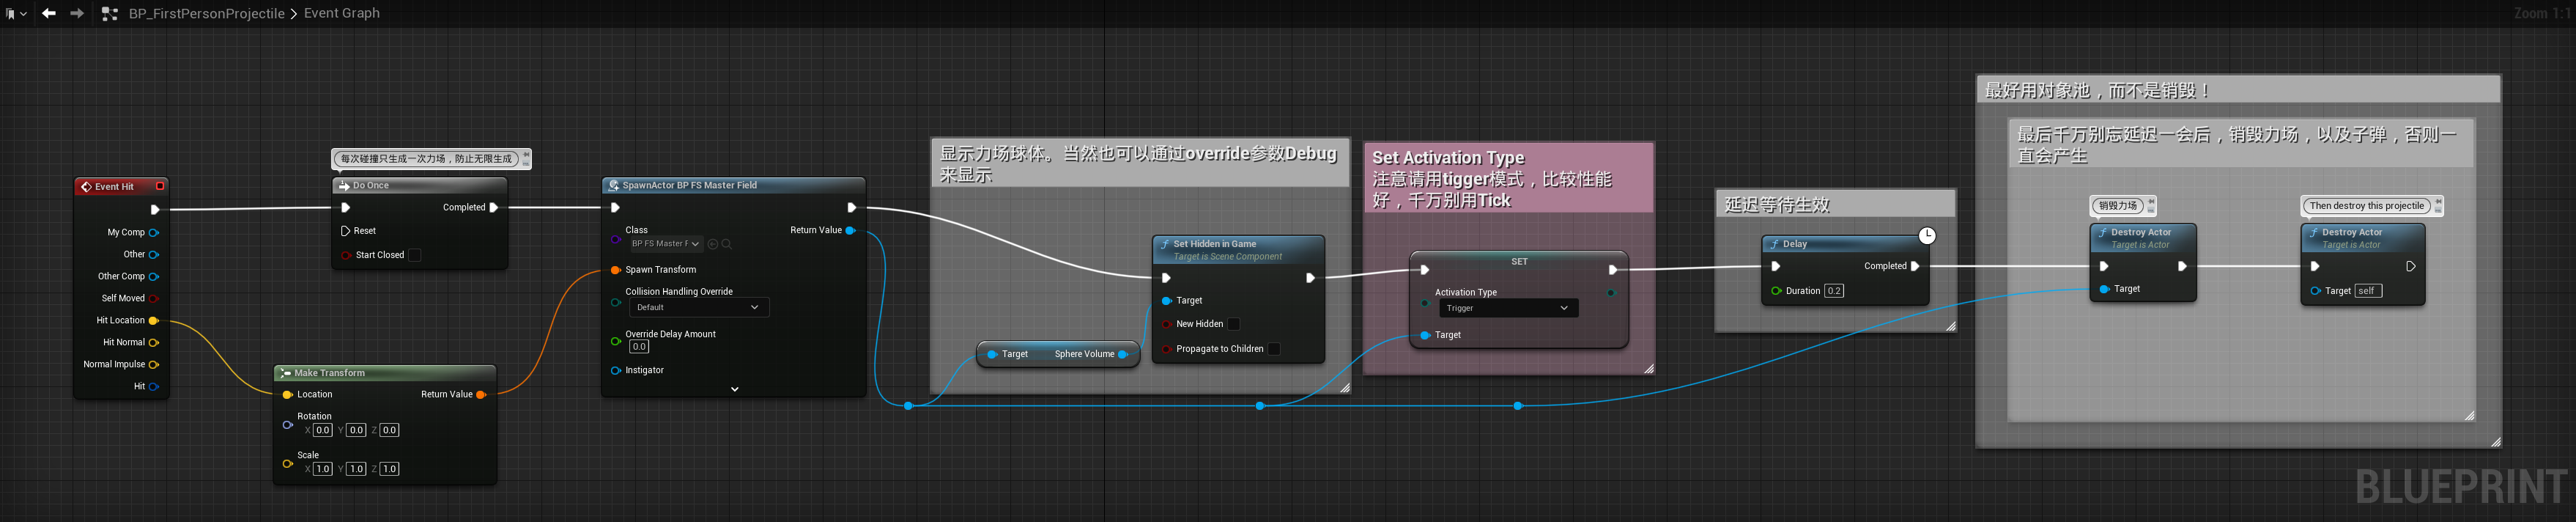 BP_FirstPersonProjectile > Event Graph
Zoom 1:1
Event Hit
My Comp
Other
Other Comp
Self Moved
Hit Location
Hit Normal
Normal Impulse
Hit
每次碰撞只生成一次力场，防止无限生成
Do Once
Completed
Reset
Start Closed
Make Transform
Location
Return Value
Rotation
X 0.0 Y 0.0 Z 0.0
Scale
X 1.0 Y 1.0 Z 1.0
SpawnActor BP FS Master Field
Class
Return Value
BP FS Master F
Spawn Transform
Collision Handling Override
Default
Override Delay Amount
0.0
Instigator
显示力场球体。当然也可以通过override参数Debug
来显示
Target Sphere Volume
Set Hidden in Game
Target is Scene Component
Target
New Hidden
Propagate to Children
Set Activation Type
注意请用tigger模式，比较性能
好，千万别用Tick
SET
Activation Type
Trigger
Target
延迟等待生效
Delay
Completed
Duration 0.2
最好用对象池，而不是销毁！
最后千万别忘延迟一会后，销毁力场，以及子弹，否则一
直会产生
销毁力场
Destroy Actor
Target is Actor
Target
Then destroy this projectile
Destroy Actor
Target is Actor
Target self
BLUEPRINT